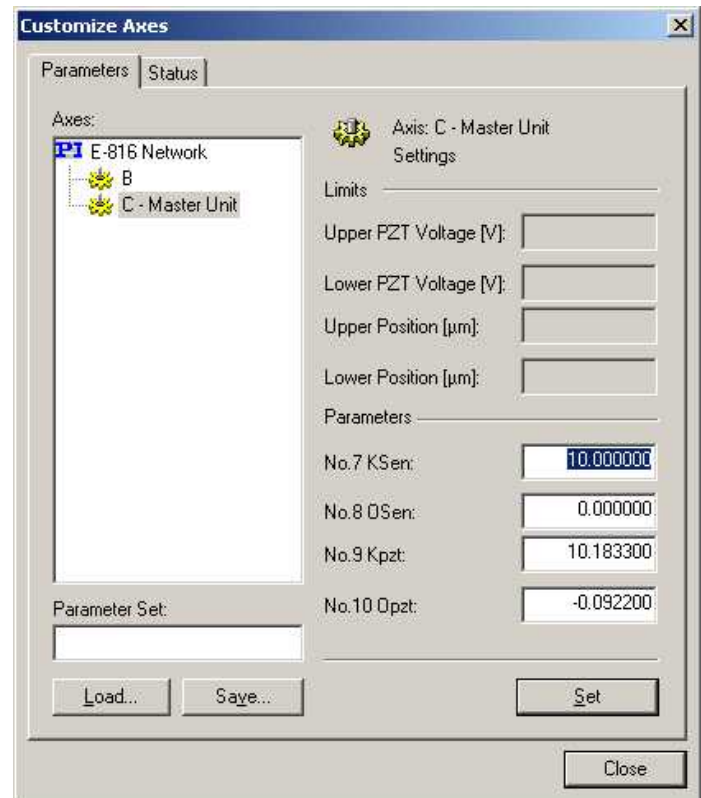 Customize Axes
Parameters
Status
Axes:
PI E-816 Network
B
C - Master Unit
Parameter Set:
Load...
Save...
Axis: C - Master Unit
Settings
Limits
Upper PZT Voltage [V]:
Lower PZT Voltage [V]:
Upper Position [µm]:
Lower Position [µm]:
Parameters
No.7 KSen: 10.000000
No.8 OSen: 0.000000
No.9 Kpzt: 10.183300
No.10 Opzt: -0.092200
Set
Close